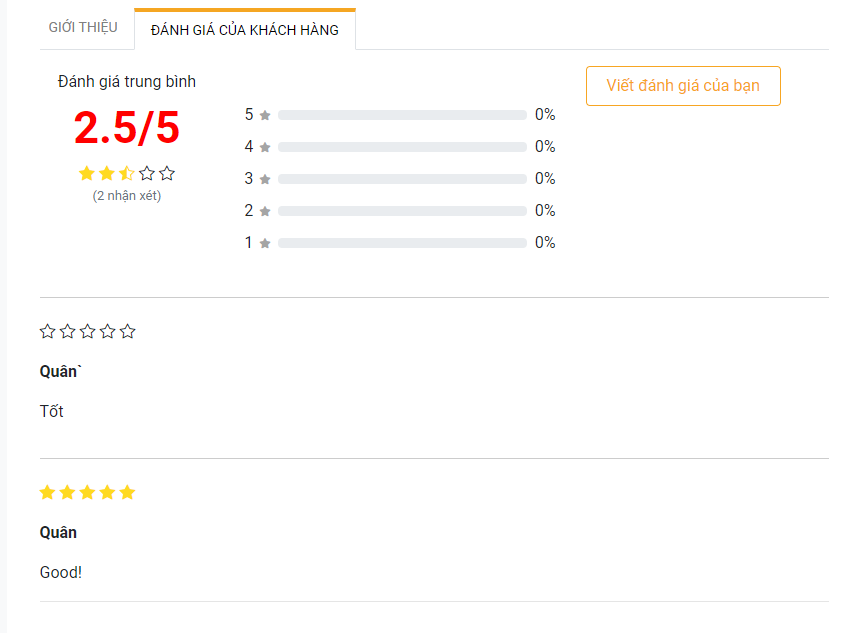 GIỚI THIỆU
ĐÁNH GIÁ CỦA KHÁCH HÀNG
Đánh giá trung bình
2.5/5
(2 nhận xét)
5 0%
4 0%
3 0%
2 0%
1 0%
Viết đánh giá của bạn
Quân`
Tốt
Quân
Good!